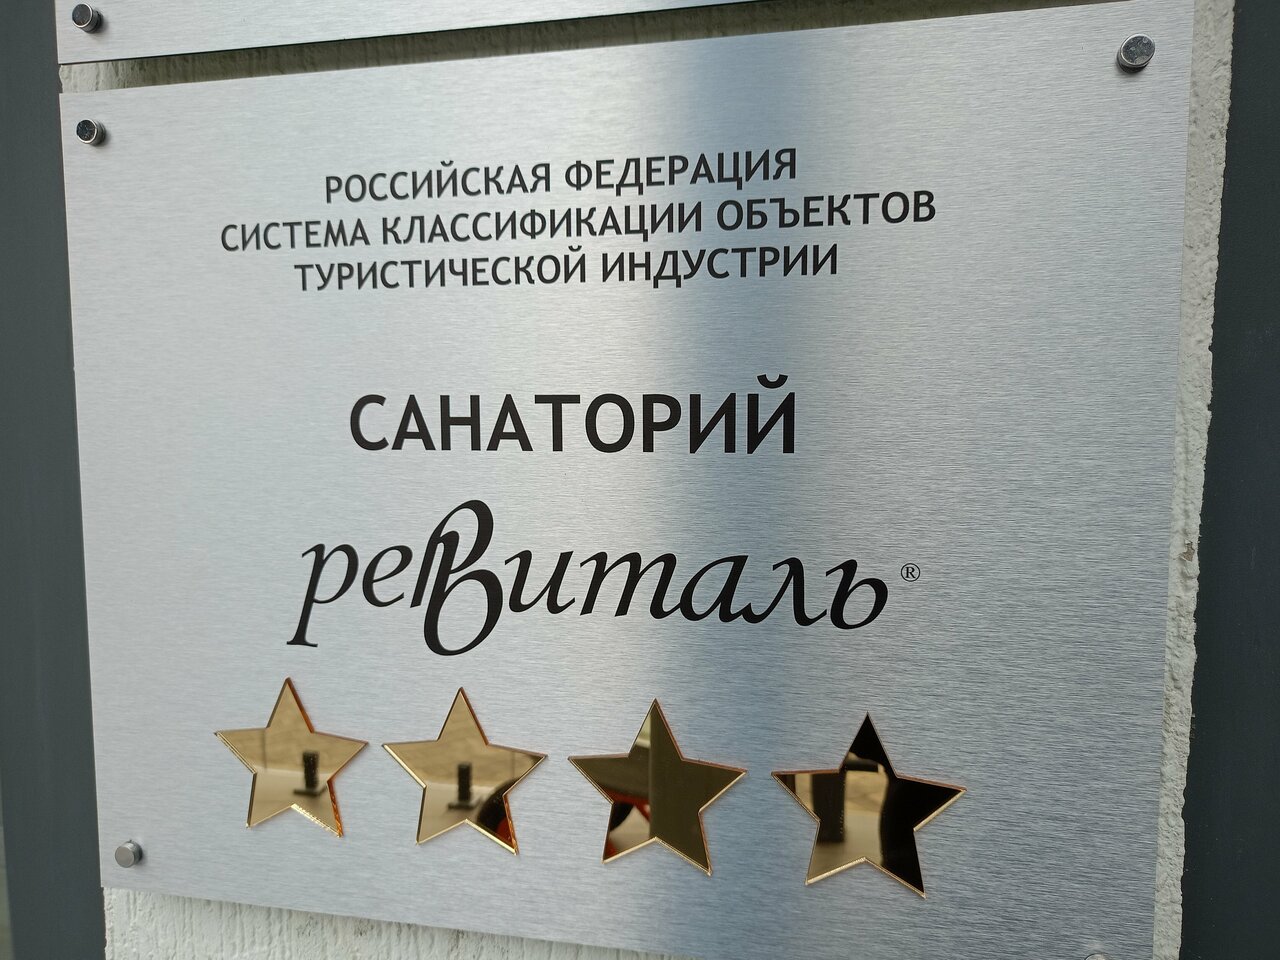 РОССИЙСКАЯ ФЕДЕРАЦИЯ
СИСТЕМА КЛАССИФИКАЦИИ ОБЪЕКТОВ
ТУРИСТИЧЕСКОЙ ИНДУСТРИИ
САНАТОРИЙ
реВиталь®